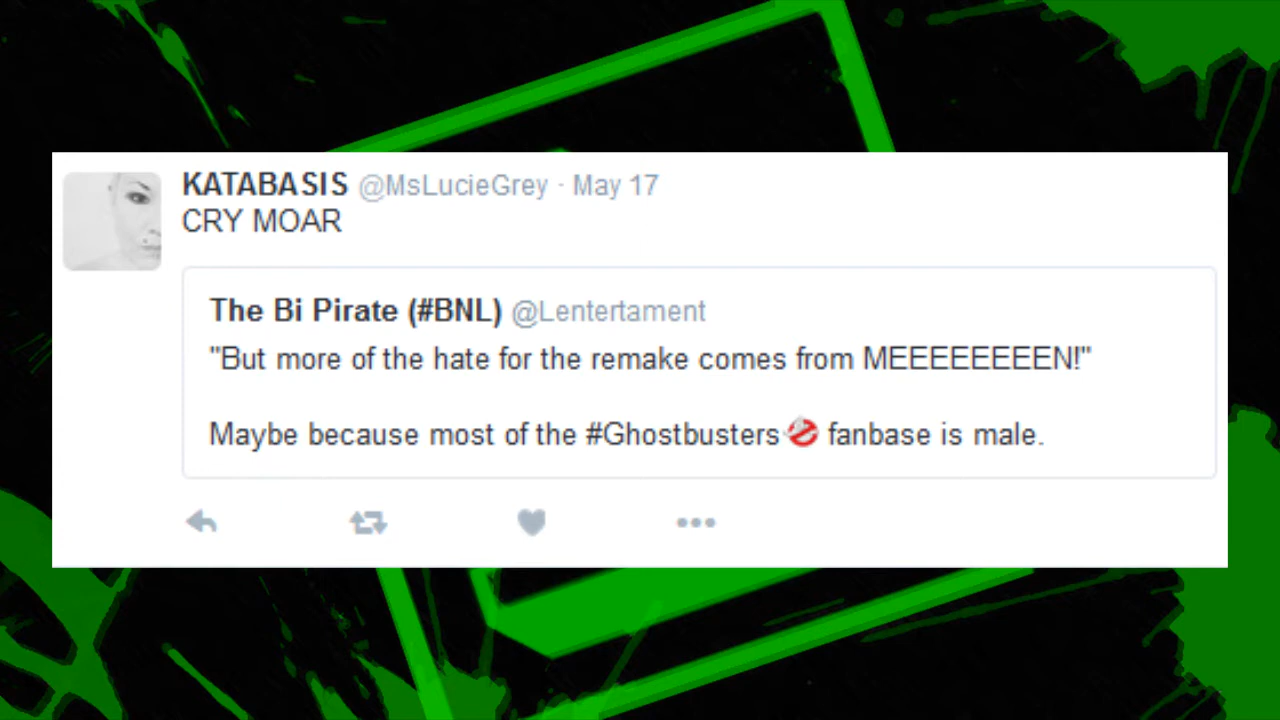 KATABASIS @MsLucieGrey · May 17
CRY MOAR
The Bi Pirate (#BNL) @Lentertament
"But more of the hate for the remake comes from MEEEEEEEEN!"
Maybe because most of the #Ghostbusters fanbase is male.